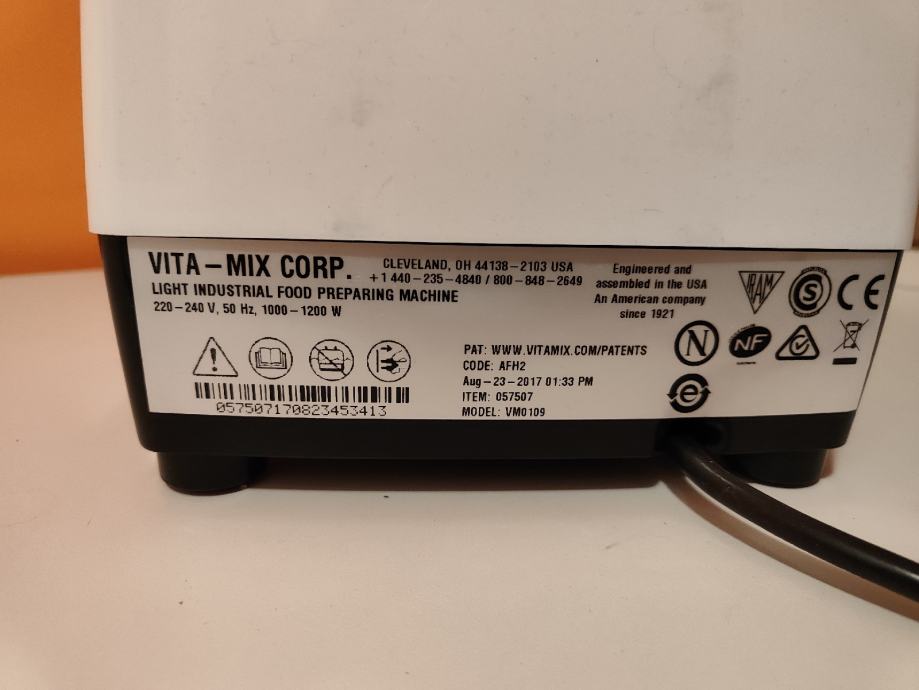 VITA-MIX CORP.
CLEVELAND, OH 44138-2103 USA
+1 440-235-4840 / 800-848-2649
LIGHT INDUSTRIAL FOOD PREPARING MACHINE
220-240 V, 50 Hz, 1000-1200 W
Engineered and
assembled in the USA
An American company
since 1921
IRAM
S
CE
N
NF
PAT: WWW.VITAMIX.COM/PATENTS
CODE: AFH2
Aug-23-2017 01:33 PM
ITEM: 057507
MODEL: VM0109
e
057507170823453413